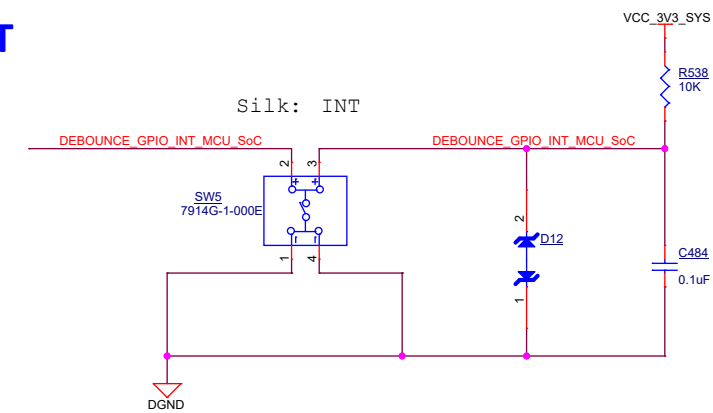 T
VCC_3V3_SYS
R538
10K
Silk: INT
DEBOUNCE_GPIO_INT_MCU_SoC
DEBOUNCE_GPIO_INT_MCU_SoC
2
3
SW5
7914G-1-000E
1
4
2
D12
1
C484
0.1uF
DGND